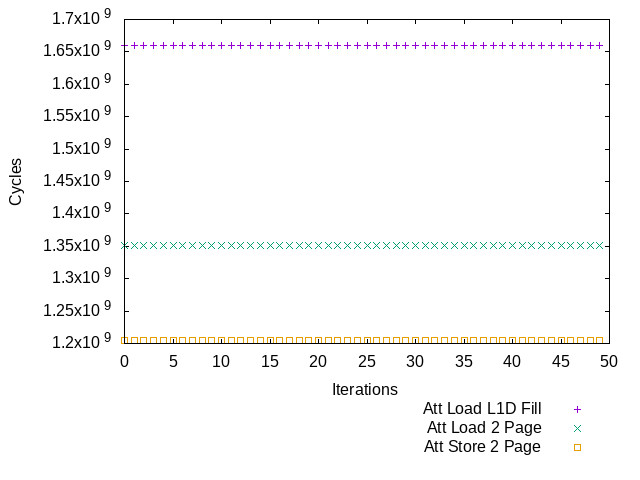 1.7x10 9
1.65x10 9
1.6x10 9
1.55x10 9
1.5x10 9
1.45x10 9
1.4x10 9
1.35x10 9
1.3x10 9
1.25x10 9
1.2x10 9
Cycles
0 5 10 15 20 25 30 35 40 45 50
Iterations
Att Load L1D Fill
Att Load 2 Page
Att Store 2 Page